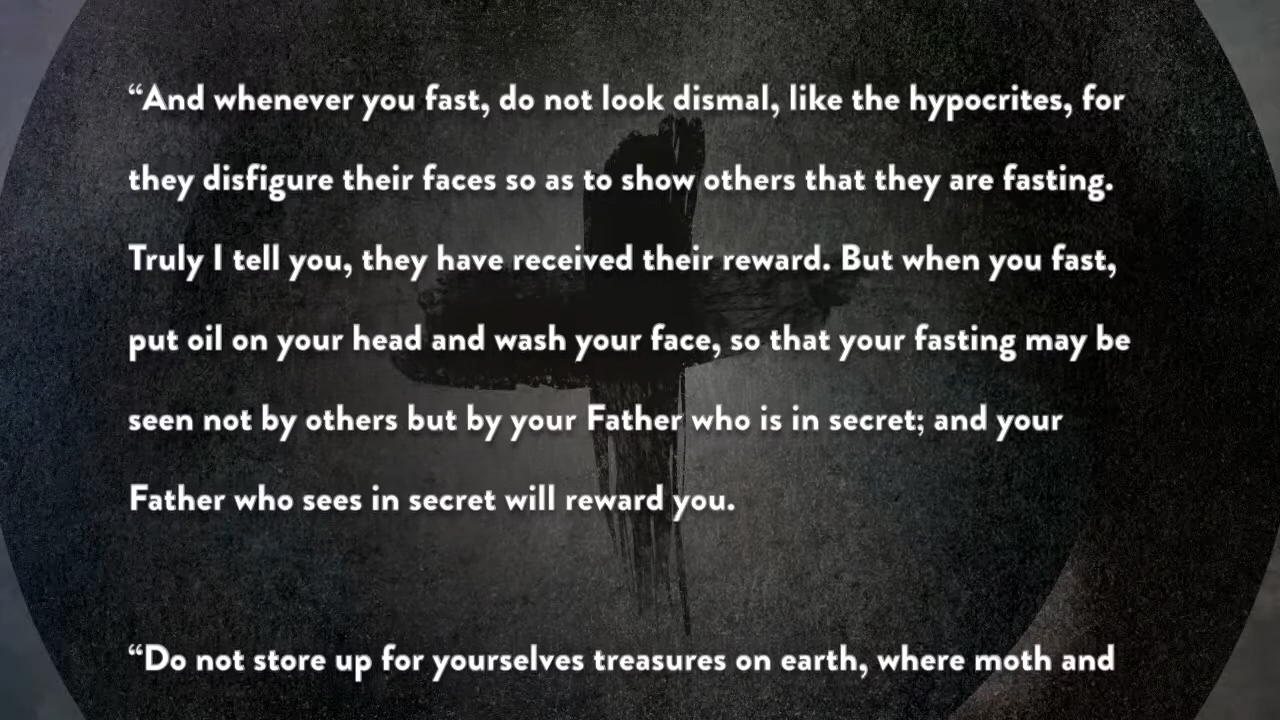 “And whenever you fast, do not look dismal, like the hypocrites, for
they disfigure their faces so as to show others that they are fasting.
Truly I tell you, they have received their reward. But when you fast,
put oil on your head and wash your face, so that your fasting may be
seen not by others but by your Father who is in secret; and your
Father who sees in secret will reward you.
“Do not store up for yourselves treasures on earth, where moth and